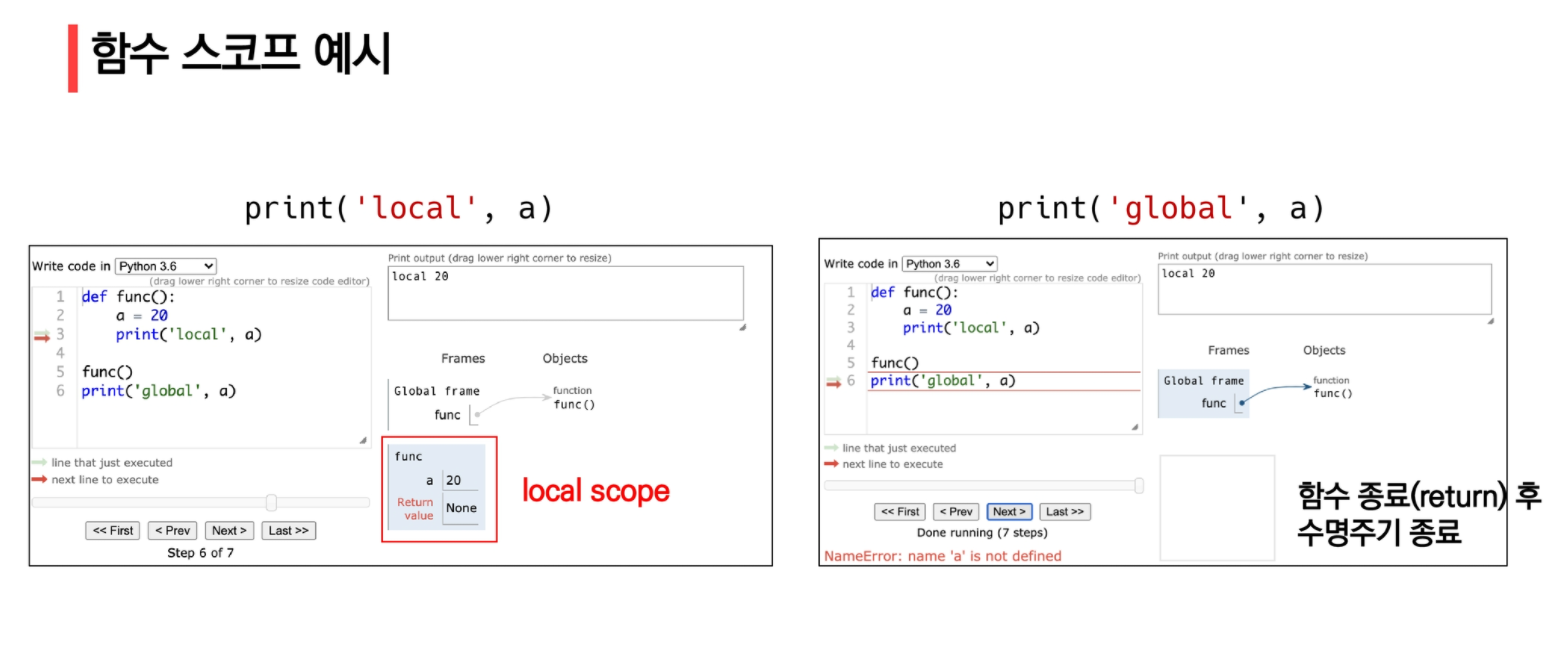 함수 스코프 예시
print('local', a)
Write code in Python 3.6
(drag lower right corner to resize code editor)
1 def func():
2 a = 20
3 print('local', a)
4
5 func()
6 print('global', a)
line that just executed
next line to execute
<< First < Prev Next > Last >>
Step 6 of 7
Print output (drag lower right corner to resize)
local 20
Frames Objects
Global frame
func
function
func()
func
a 20
Return
value None
local scope
print('global', a)
Write code in Python 3.6
(drag lower right corner to resize code editor)
1 def func():
2 a = 20
3 print('local', a)
4
5 func()
6 print('global', a)
line that just executed
next line to execute
<< First < Prev Next > Last >>
Done running (7 steps)
NameError: name 'a' is not defined
Print output (drag lower right corner to resize)
local 20
Frames Objects
Global frame
func
function
func()
함수 종료(return) 후
수명주기 종료